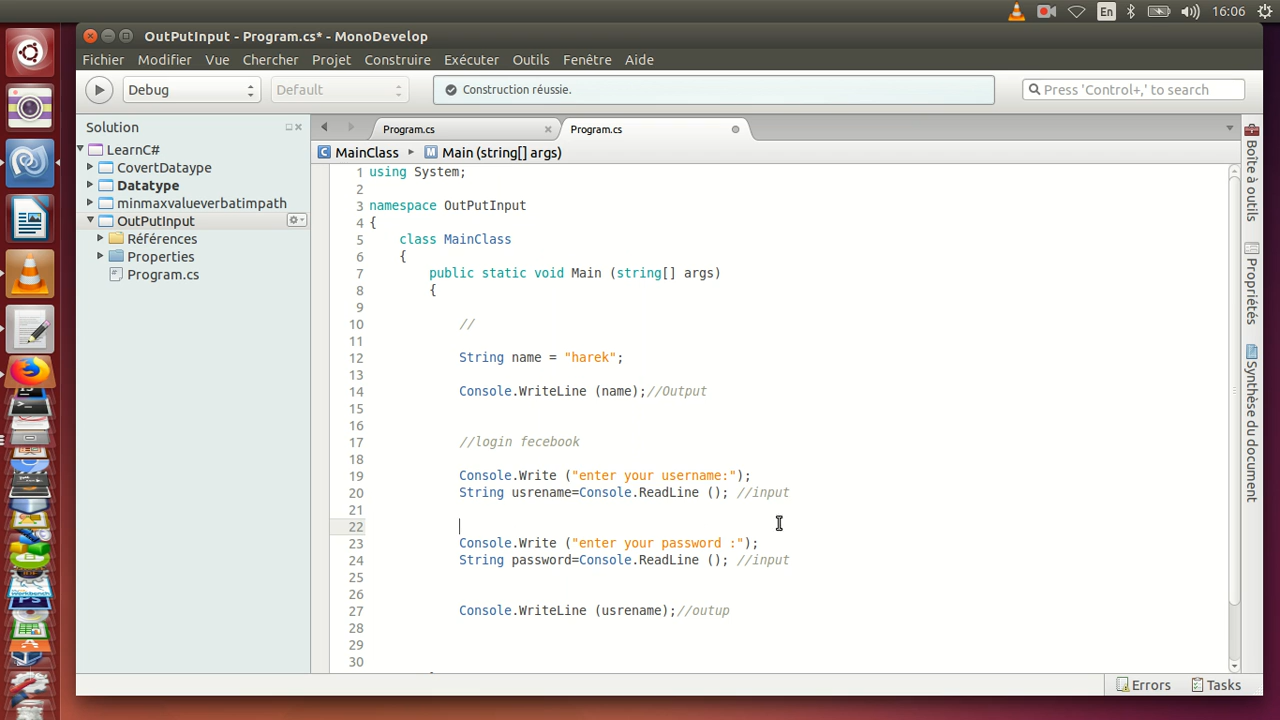 En 16:06
OutPutInput - Program.cs* - MonoDevelop
Fichier Modifier Vue Chercher Projet Construire Exécuter Outils Fenêtre Aide
Debug Default Construction réussie. Press 'Control+,' to search
Solution Program.cs Program.cs
LearnC# MainClass Main (string[] args)
CovertDataype
Datatype
minmaxvalueverbatimpath
OutPutInput
Références
Properties
Program.cs
1 using System;
2
3 namespace OutPutInput
4 {
5 class MainClass
6 {
7 public static void Main (string[] args)
8 {
9
10 //
11
12 String name = "harek";
13
14 Console.WriteLine (name);//Output
15
16
17 //login fecebook
18
19 Console.Write ("enter your username:");
20 String usrename=Console.ReadLine (); //input
21
22
23 Console.Write ("enter your password :");
24 String password=Console.ReadLine (); //input
25
26
27 Console.WriteLine (usrename);//outup
28
29
30
Boîte à outils
Propriétés
Synthèse du document
Errors Tasks